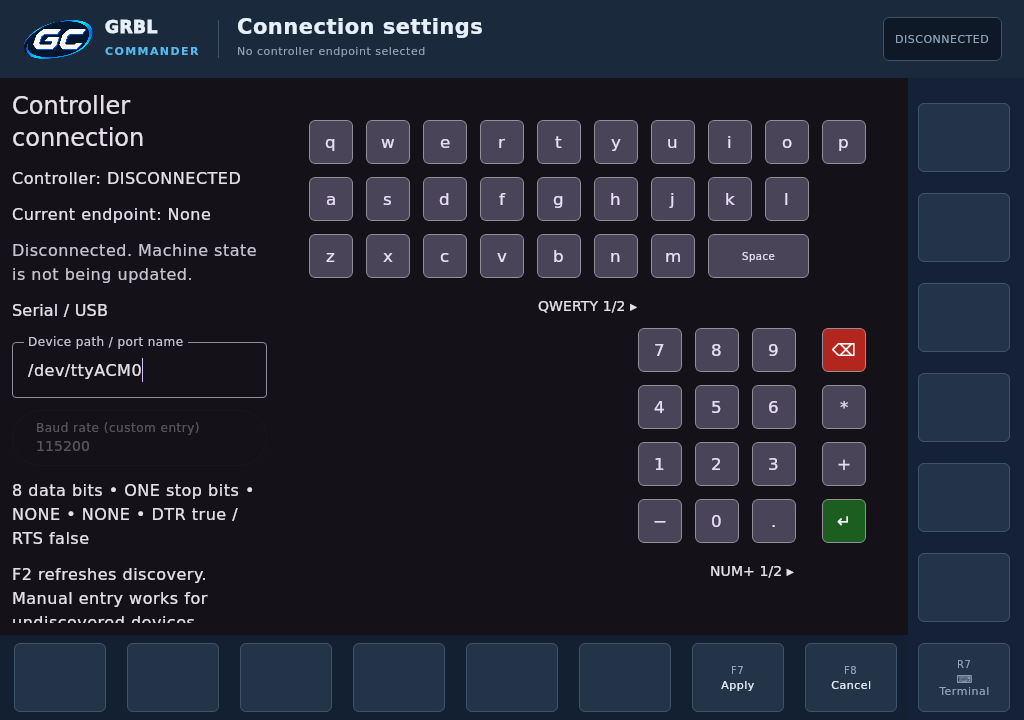 GC
GRBL
COMMANDER
Connection settings
No controller endpoint selected
DISCONNECTED
Controller
connection
Controller: DISCONNECTED
Current endpoint: None
Disconnected. Machine state
is not being updated.
Serial / USB
Device path / port name
/dev/ttyACM0
Baud rate (custom entry)
115200
8 data bits • ONE stop bits •
NONE • NONE • DTR true /
RTS false
F2 refreshes discovery.
Manual entry works for
undiscovered devices
q w e r t y u i o p
a s d f g h j k l
z x c v b n m Space
QWERTY 1/2 ▸
7 8 9 ⌫
4 5 6 *
1 2 3 +
− 0 . ↵
NUM+ 1/2 ▸
F7
Apply
F8
Cancel
R7
⌨
Terminal